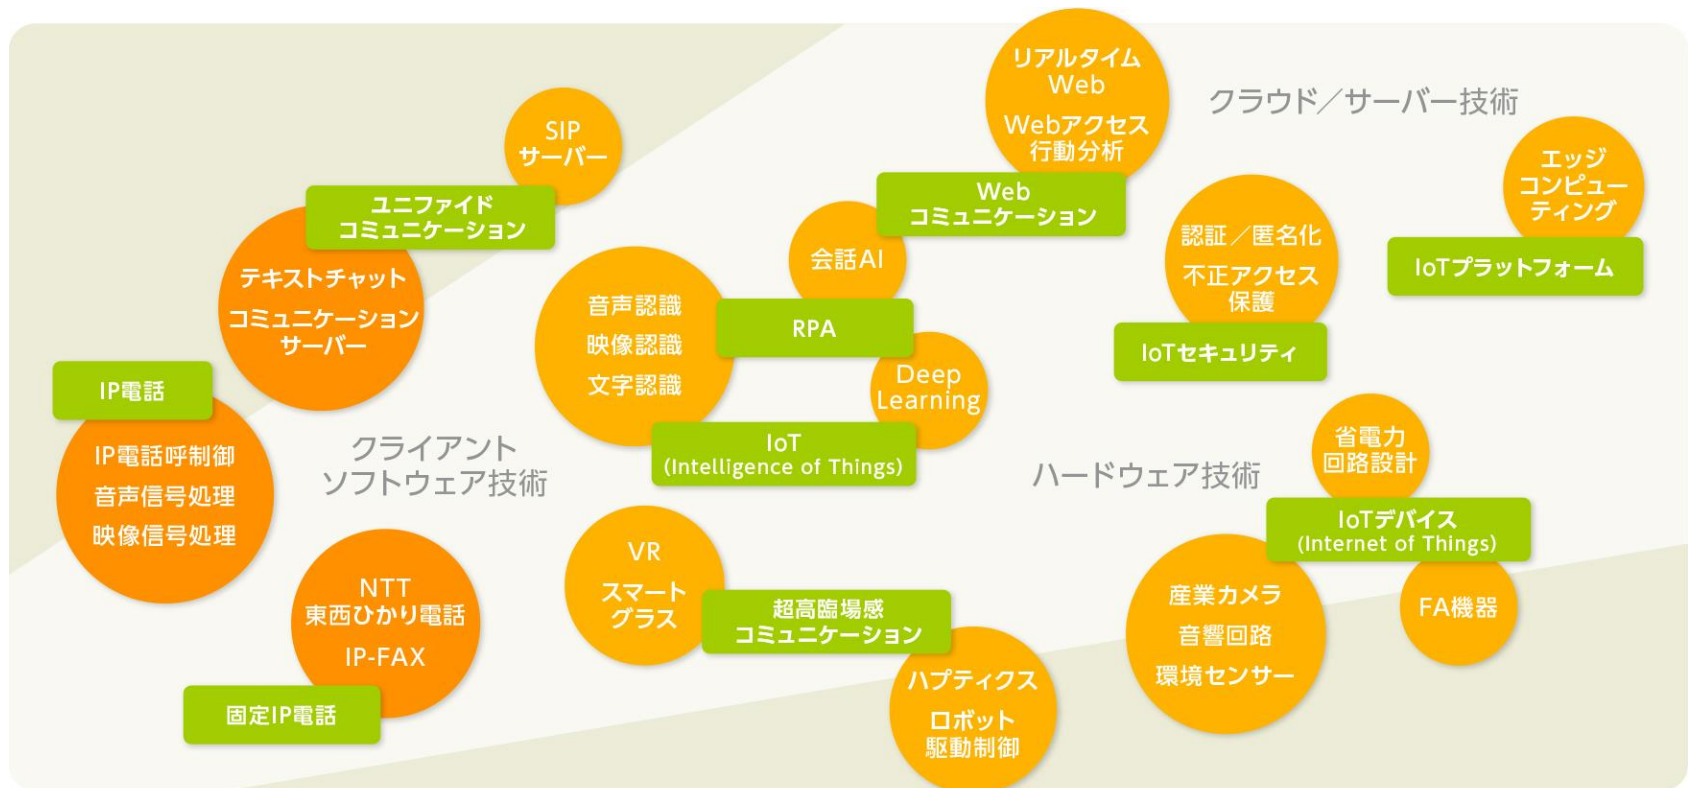 リアルタイム
Web
Webアクセス
行動分析
クラウド／サーバー技術
SIP
サーバー
エッジ
コンピュー
ティング
ユニファイド
コミュニケーション
Web
コミュニケーション
認証／匿名化
不正アクセス
保護
IoTプラットフォーム
会話AI
テキストチャット
コミュニケーション
サーバー
音声認識
映像認識
文字認識
RPA
IoTセキュリティ
Deep
Learning
IP電話
IP電話呼制御
音声信号処理
映像信号処理
クライアント
ソフトウェア技術
IoT
(Intelligence of Things)
ハードウェア技術
省電力
回路設計
IoTデバイス
(Internet of Things)
VR
スマート
グラス
NTT
東西ひかり電話
IP-FAX
超高臨場感
コミュニケーション
産業カメラ
音響回路
環境センサー
FA機器
固定IP電話
ハプティクス
ロボット
駆動制御